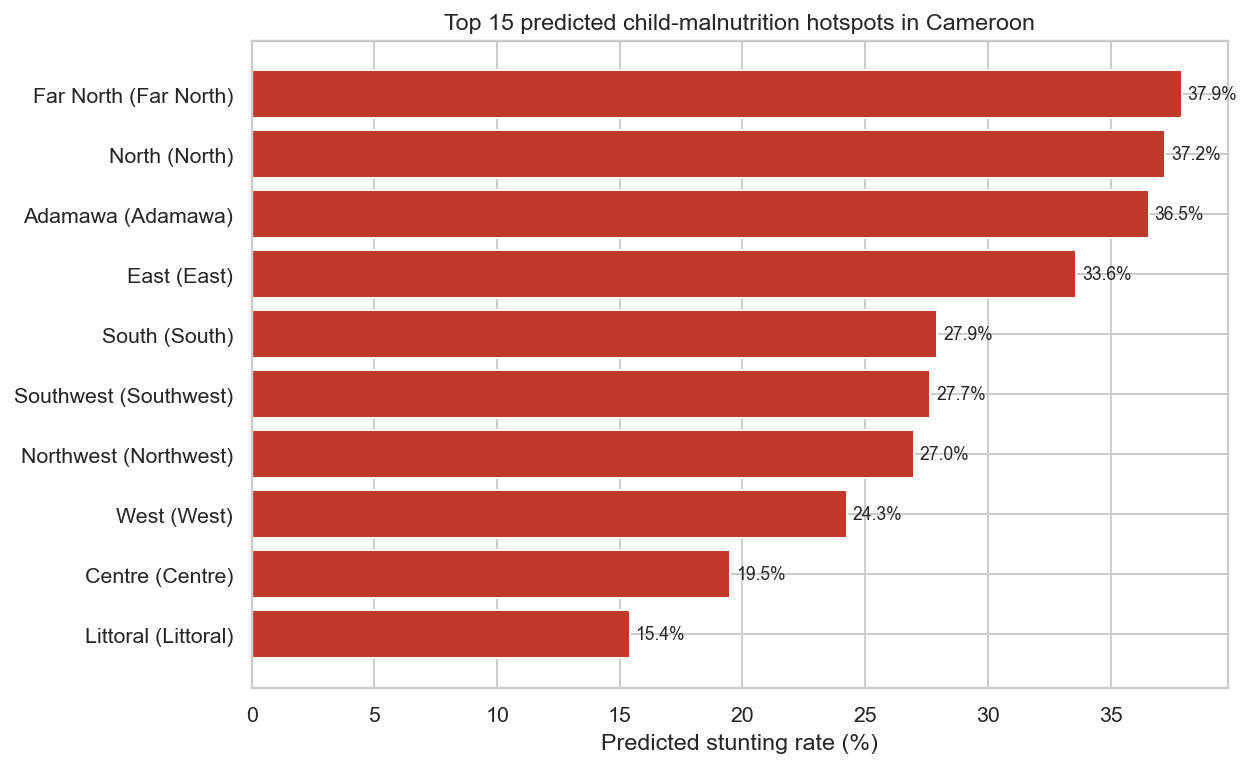 Top 15 predicted child-malnutrition hotspots in Cameroon
Far North (Far North) 37.9%
North (North) 37.2%
Adamawa (Adamawa) 36.5%
East (East) 33.6%
South (South) 27.9%
Southwest (Southwest) 27.7%
Northwest (Northwest) 27.0%
West (West) 24.3%
Centre (Centre) 19.5%
Littoral (Littoral) 15.4%
0 5 10 15 20 25 30 35
Predicted stunting rate (%)